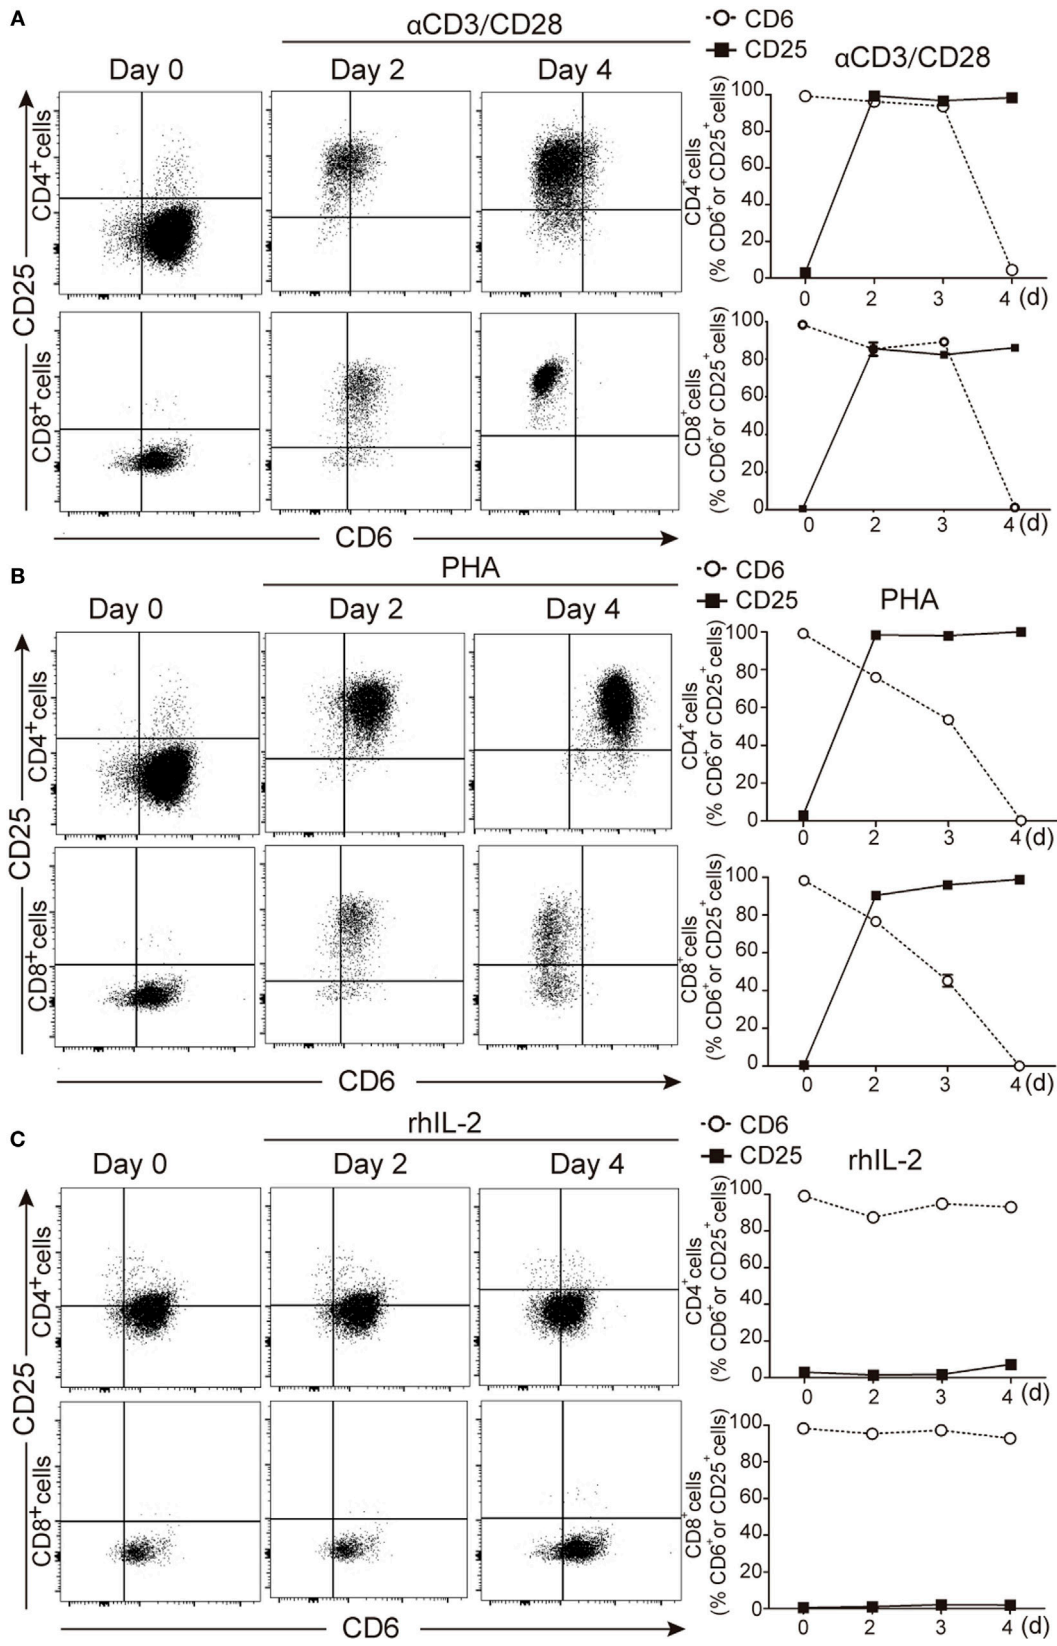 A
αCD3/CD28
Day 0
Day 2
Day 4
CD25
CD4+cells
CD8+cells
CD6
CD6
CD25
αCD3/CD28
CD4+cells
(% CD6+or CD25+cells)
100
80
60
40
20
0
0 2 3 4 (d)
CD8+cells
(% CD6+or CD25+cells)
100
80
60
40
20
0
0 2 3 4 (d)
B
PHA
Day 0
Day 2
Day 4
CD25
CD4+cells
CD8+cells
CD6
CD6
CD25
PHA
CD4+cells
(% CD6+or CD25+cells)
100
80
60
40
20
0
0 2 3 4 (d)
CD8+cells
(% CD6+or CD25+cells)
100
80
60
40
20
0
0 2 3 4 (d)
C
rhIL-2
Day 0
Day 2
Day 4
CD25
CD4+cells
CD8+cells
CD6
CD6
CD25
rhIL-2
CD4+cells
(% CD6+or CD25+cells)
100
80
60
40
20
0
0 2 3 4 (d)
CD8+cells
(% CD6+or CD25+cells)
100
80
60
40
20
0
0 2 3 4 (d)